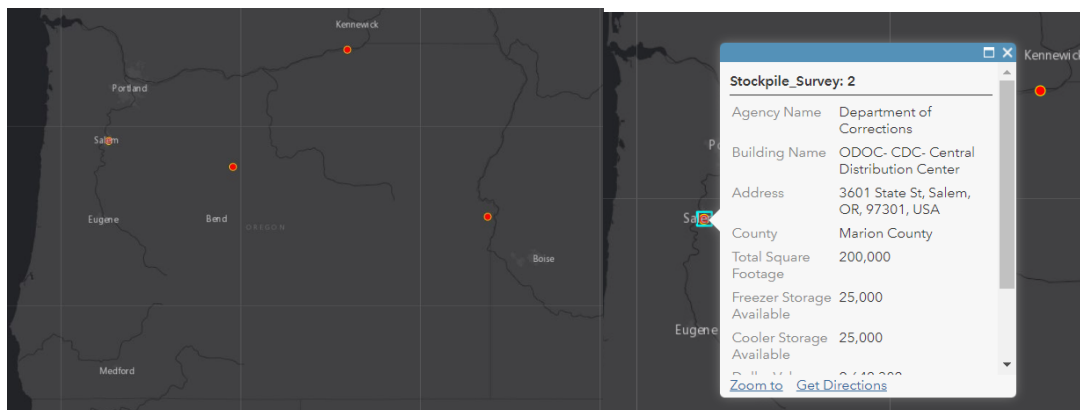 Kennewick
Portland
Salem
Eugene
Bend
OREGON
Boise
Medford
Kennewick
Eugene
Stockpile_Survey: 2
Agency Name Department of
Corrections
Building Name ODOC- CDC- Central
Distribution Center
Address 3601 State St, Salem,
OR, 97301, USA
County Marion County
Total Square 200,000
Footage
Freezer Storage 25,000
Available
Cooler Storage 25,000
Available
Zoom to Get Directions